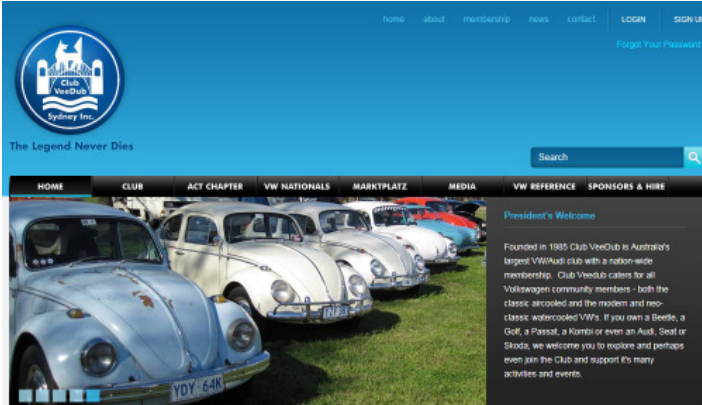 home about membership news contact LOGIN SIGN U
Forgot Your Password
Club
VeeDub
Sydney Inc.
The Legend Never Dies
Search
HOME CLUB ACT CHAPTER VW NATIONALS MARKTPLATZ MEDIA VW REFERENCE SPONSORS & HIRE
President's Welcome
Founded in 1985 Club VeeDub is Australia's
largest VW/Audi club with a nation-wide
membership. Club Veedub caters for all
Volkswagen community members - both the
classic aircooled and the modern and neo-
classic watercooled VW's. If you own a Beetle, a
Golf, a Passat, a Kombi or even an Audi, Seat or
Skoda, we welcome you to explore and perhaps
even join the Club and support it's many
activities and events.
YDY·64K